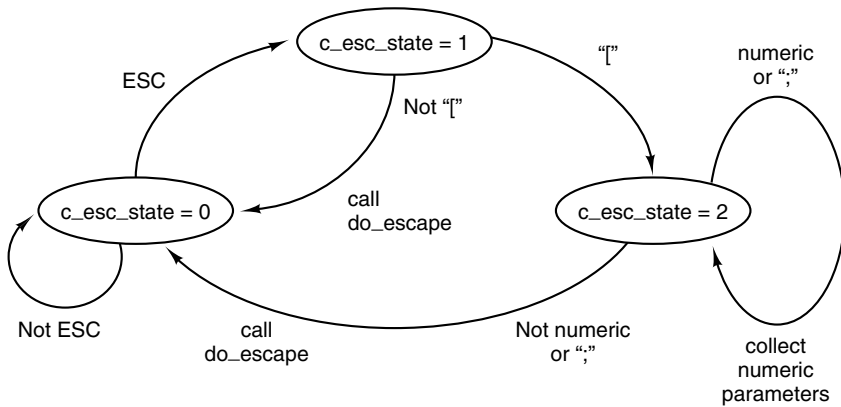 c_esc_state = 1
ESC
“[”
numeric
or “;”
Not “[”
call
do_escape
c_esc_state = 0
c_esc_state = 2
Not ESC
call
do_escape
Not numeric
or “;”
collect
numeric
parameters